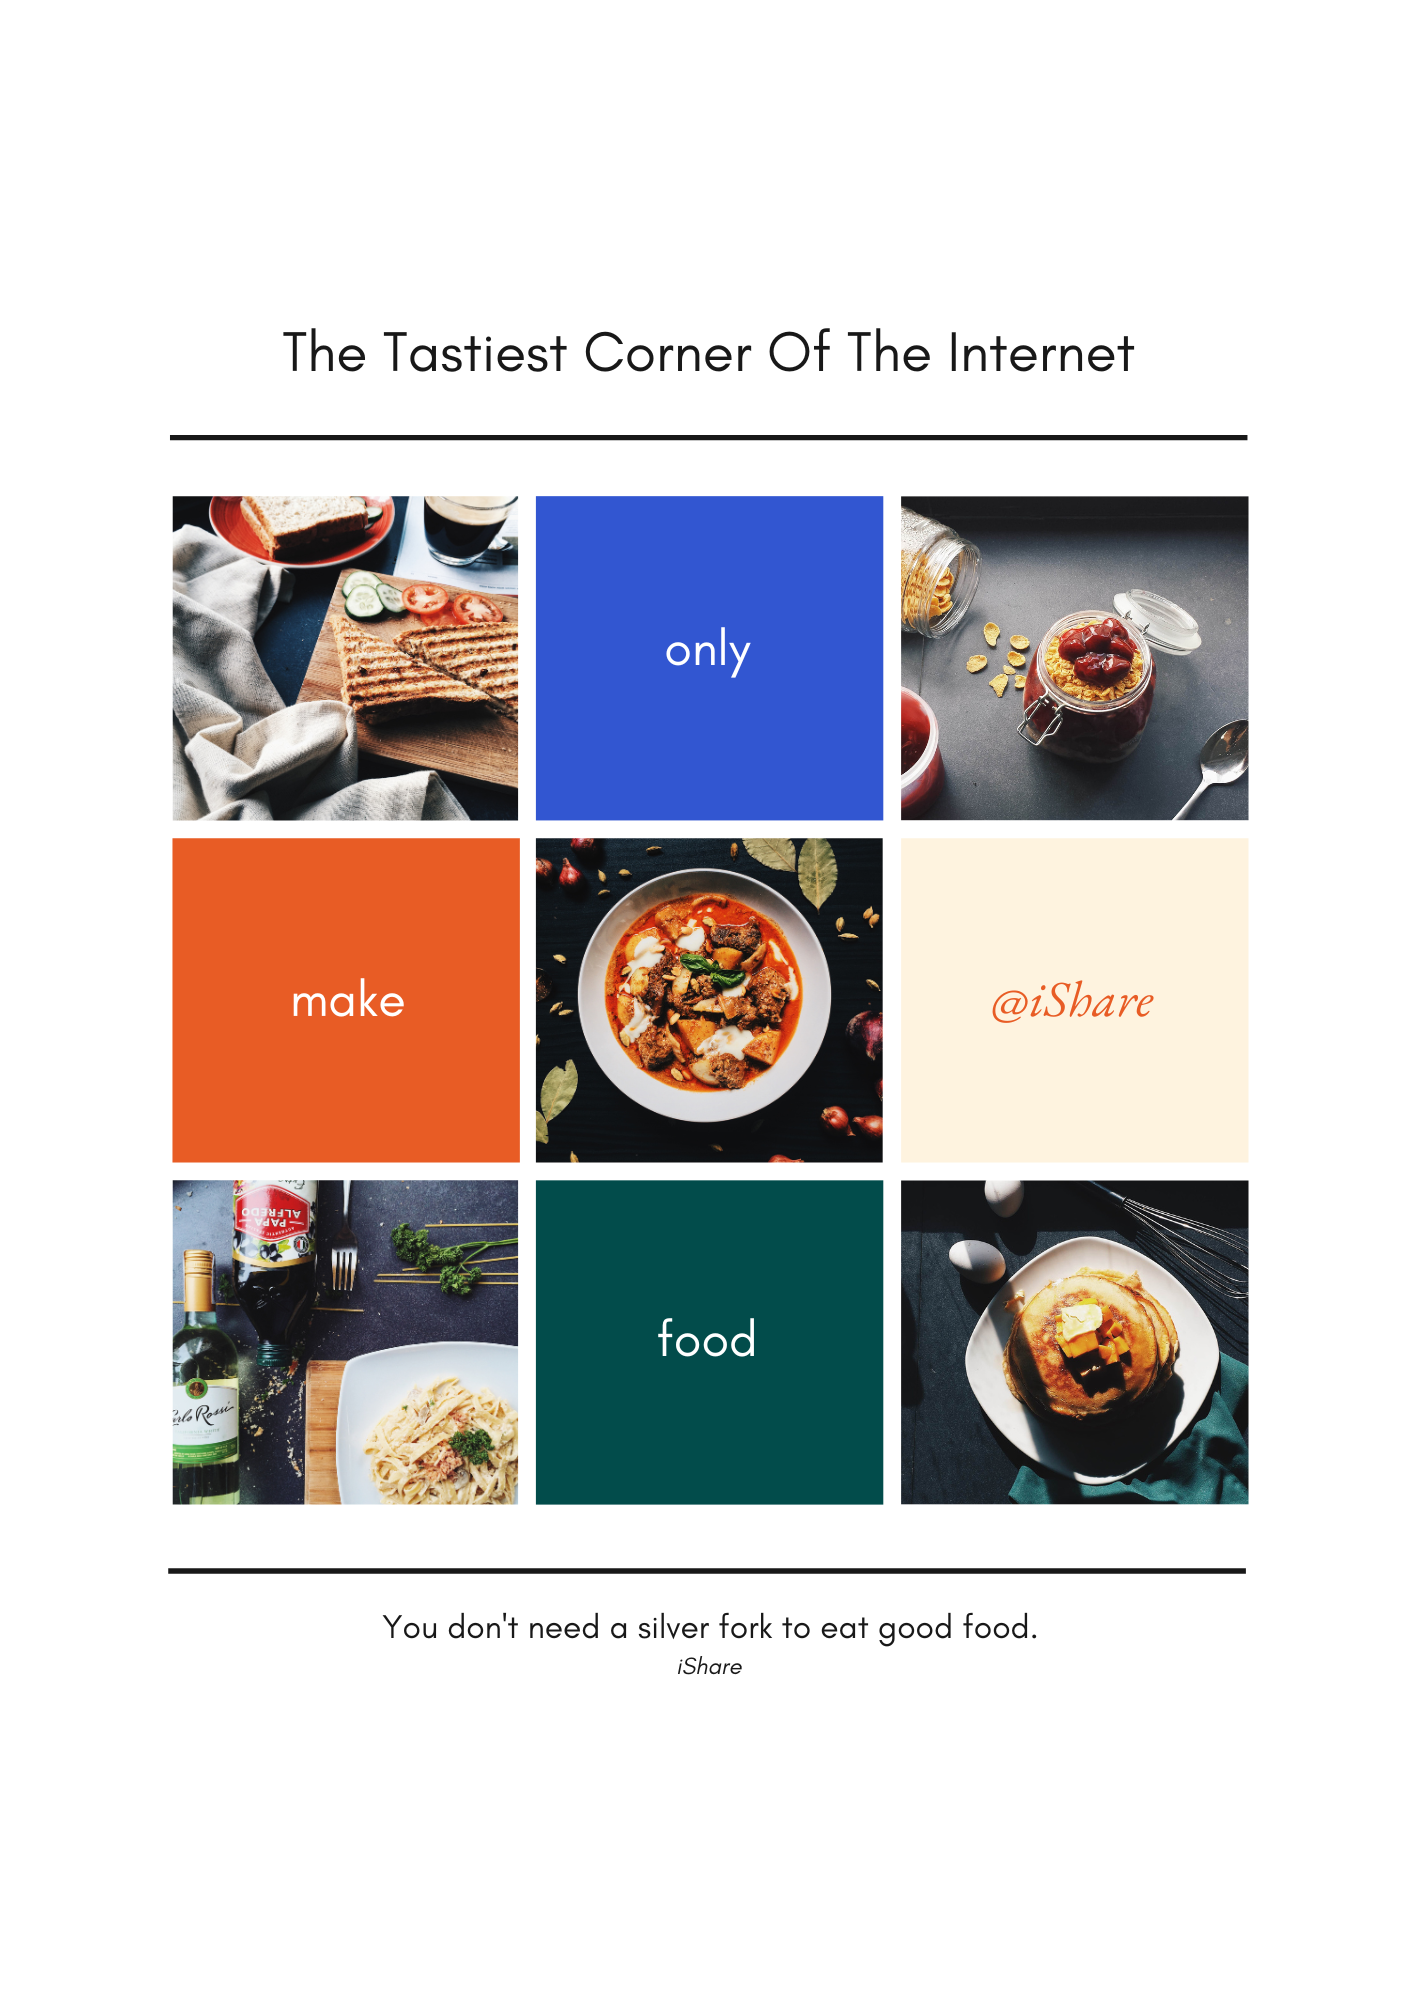 The Tastiest Corner Of The Internet
only
make
@iShare
PAPA
ALFREDO
Carlo Rossi
food
You don't need a silver fork to eat good food.
iShare